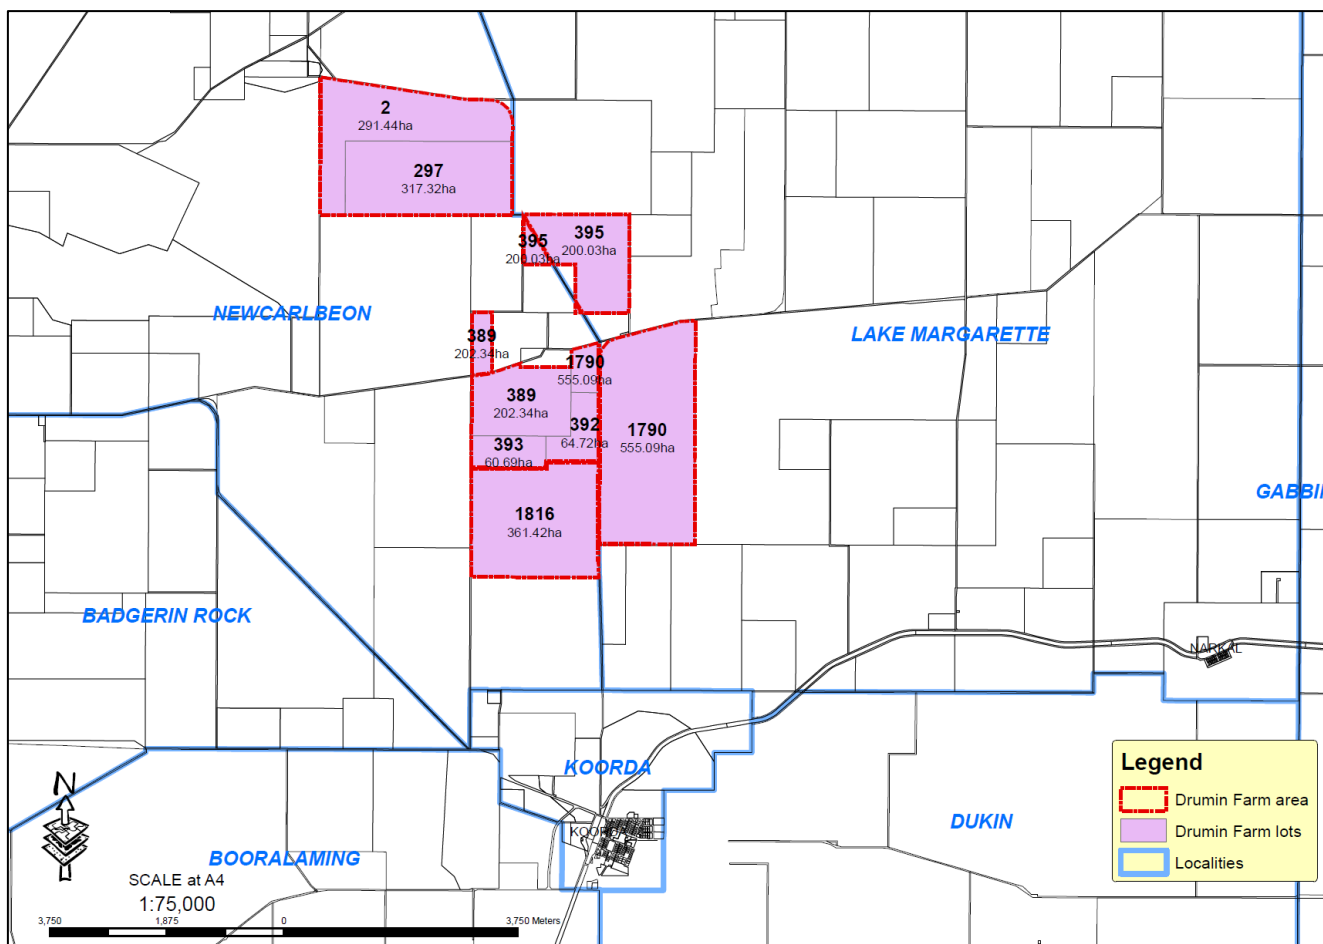 2
291.44ha
297
317.32ha
395
200.03ha
395
200.03ha
NEWCARLBEON
389
202.34ha
LAKE MARGARETTE
1790
555.09ha
389
202.34ha
392
64.72ha
1790
555.09ha
393
60.69ha
GABBIN
1816
361.42ha
BADGERIN ROCK
NARKAL
KOORDA
KOORDA
DUKIN
BOORALAMING
N
SCALE at A4
1:75,000
3,750 1,875 0 3,750 Meters
Legend
Drumin Farm area
Drumin Farm lots
Localities